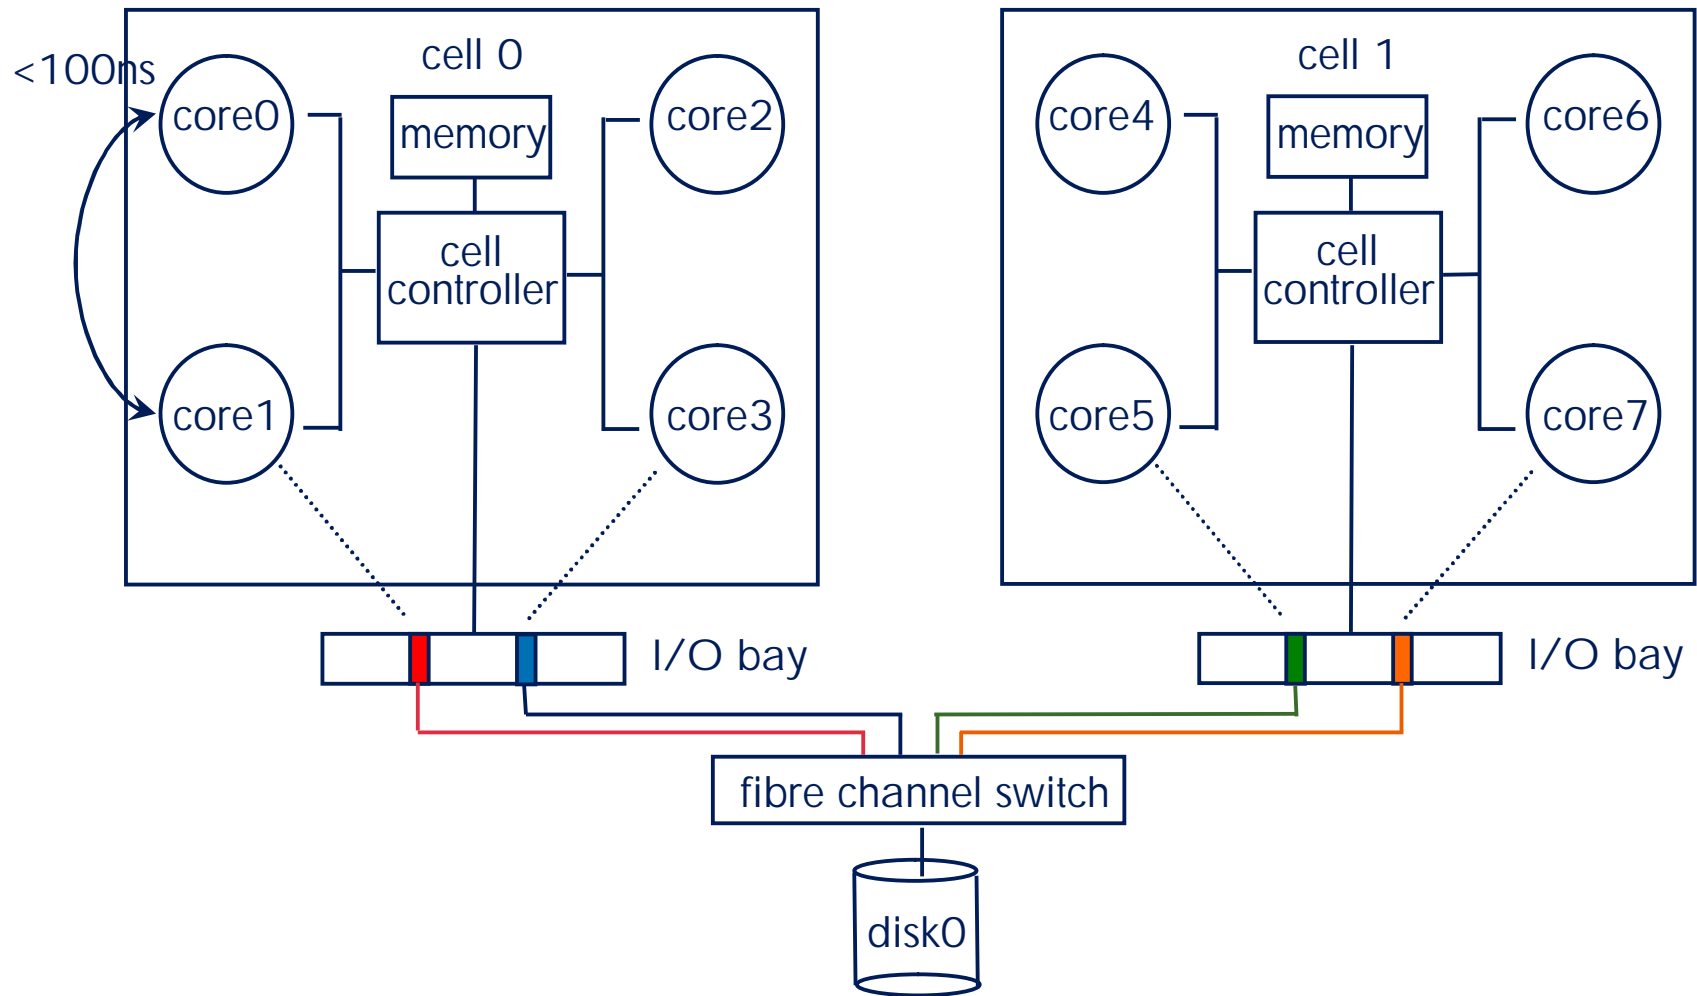 cell 0
<100ns
core0
memory
core2
cell
controller
core1
core3
I/O bay
cell 1
core4
memory
core6
cell
controller
core5
core7
I/O bay
fibre channel switch
disk0